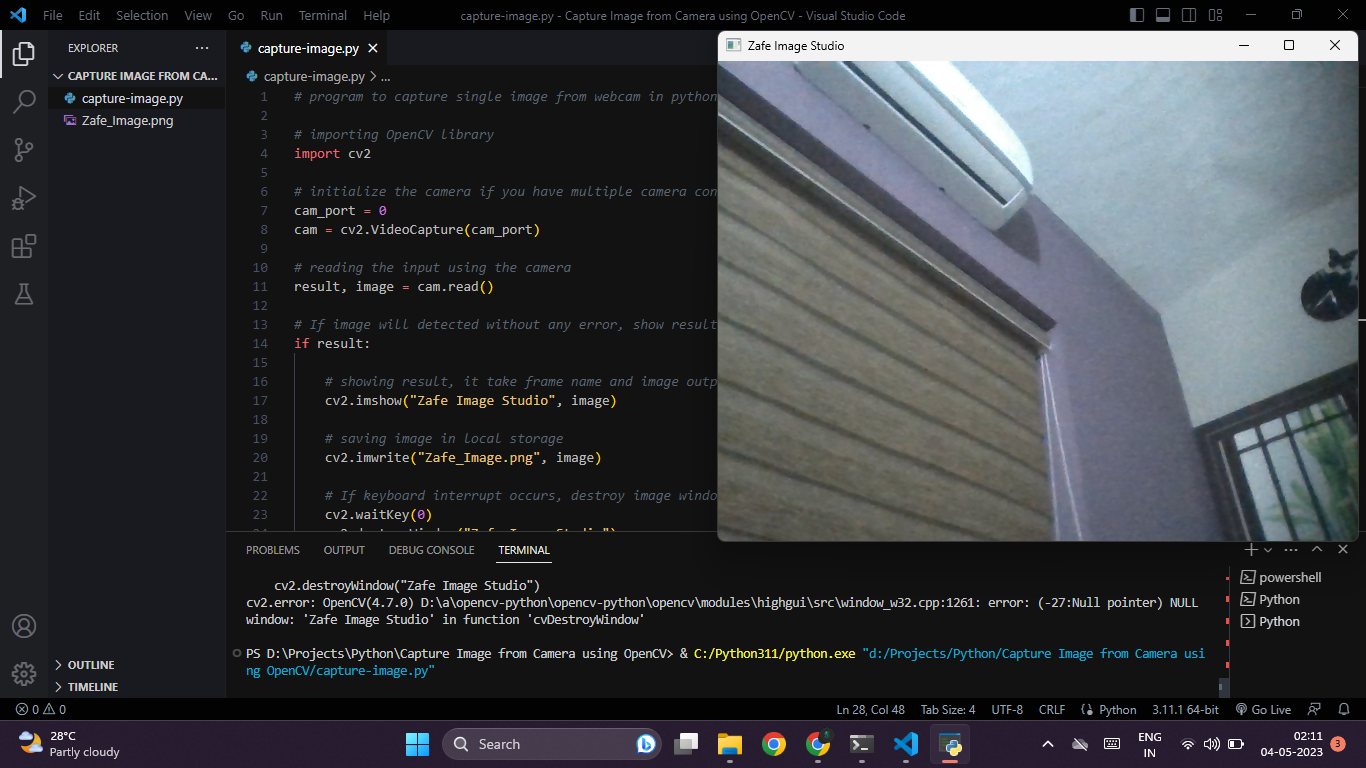 File Edit Selection View Go Run Terminal Help
capture-image.py - Capture Image from Camera using OpenCV - Visual Studio Code
EXPLORER
CAPTURE IMAGE FROM CA...
capture-image.py
Zafe_Image.png
OUTLINE
TIMELINE
capture-image.py
capture-image.py > ...
1 # program to capture single image from webcam in python
2
3 # importing OpenCV library
4 import cv2
5
6 # initialize the camera if you have multiple camera con
7 cam_port = 0
8 cam = cv2.VideoCapture(cam_port)
9
10 # reading the input using the camera
11 result, image = cam.read()
12
13 # If image will detected without any error, show result
14 if result:
15
16 # showing result, it take frame name and image outp
17 cv2.imshow("Zafe Image Studio", image)
18
19 # saving image in local storage
20 cv2.imwrite("Zafe_Image.png", image)
21
22 # If keyboard interrupt occurs, destroy image windo
23 cv2.waitKey(0)
Zafe Image Studio
PROBLEMS OUTPUT DEBUG CONSOLE TERMINAL
cv2.destroyWindow("Zafe Image Studio")
cv2.error: OpenCV(4.7.0) D:\a\opencv-python\opencv-python\opencv\modules\highgui\src\window_w32.cpp:1261: error: (-27:Null pointer) NULL
window: 'Zafe Image Studio' in function 'cvDestroyWindow'
PS D:\Projects\Python\Capture Image from Camera using OpenCV> & C:/Python311/python.exe "d:/Projects/Python/Capture Image from Camera usi
ng OpenCV/capture-image.py"
powershell
Python
Python
0 0
Ln 28, Col 48 Tab Size: 4 UTF-8 CRLF Python 3.11.1 64-bit Go Live
28°C
Partly cloudy
Search
ENG
IN
02:11
04-05-2023
3